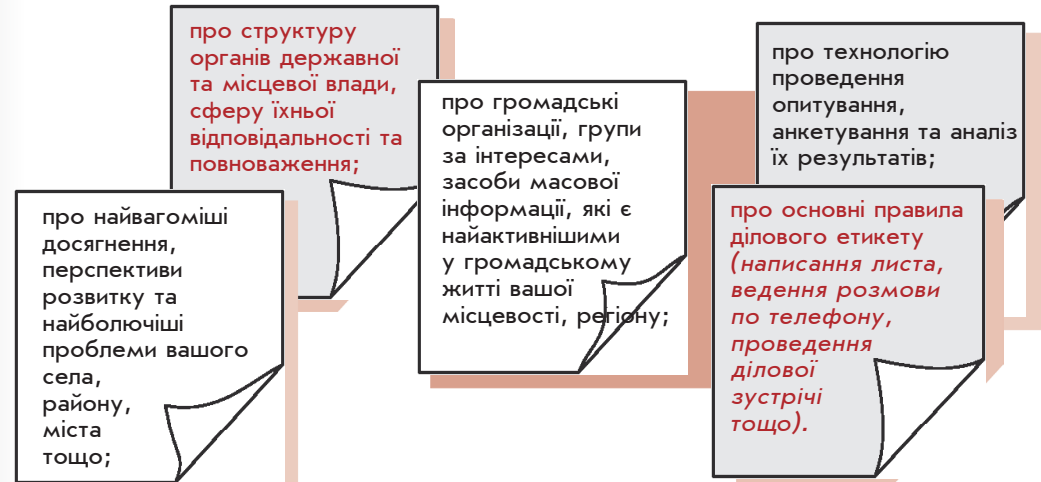 про найвагоміші
досягнення,
перспективи
розвитку та
найболючіші
проблеми вашого
села,
району,
міста
тощо;
про структуру
органів державної
та місцевої влади,
сферу їхньої
відповідальності та
повноваження;
про громадські
організації, групи
за інтересами,
засоби масової
інформації, які є
найактивнішими
у громадському
житті вашої
місцевості, регіону;
про технологію
проведення
опитування,
анкетування та аналіз
їх результатів;
про основні правила
ділового етикету
(написання листа,
ведення розмови
по телефону,
проведення
ділової
зустрічі
тощо).